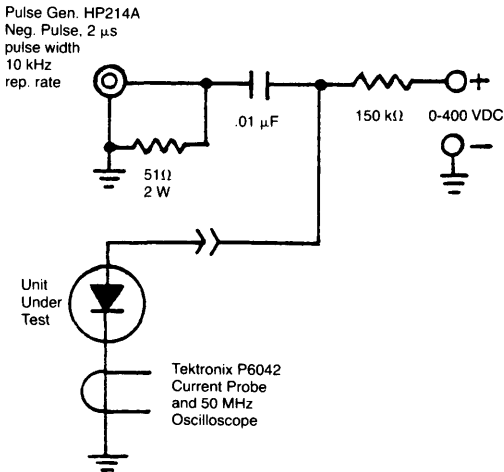 Pulse Gen. HP214A
Neg. Pulse, 2 μs
pulse width
10 kHz
rep. rate
.01 μF
150 kΩ
0-400 VDC
+
−
51Ω
2 W
Unit
Under
Test
Tektronix P6042
Current Probe
and 50 MHz
Oscilloscope